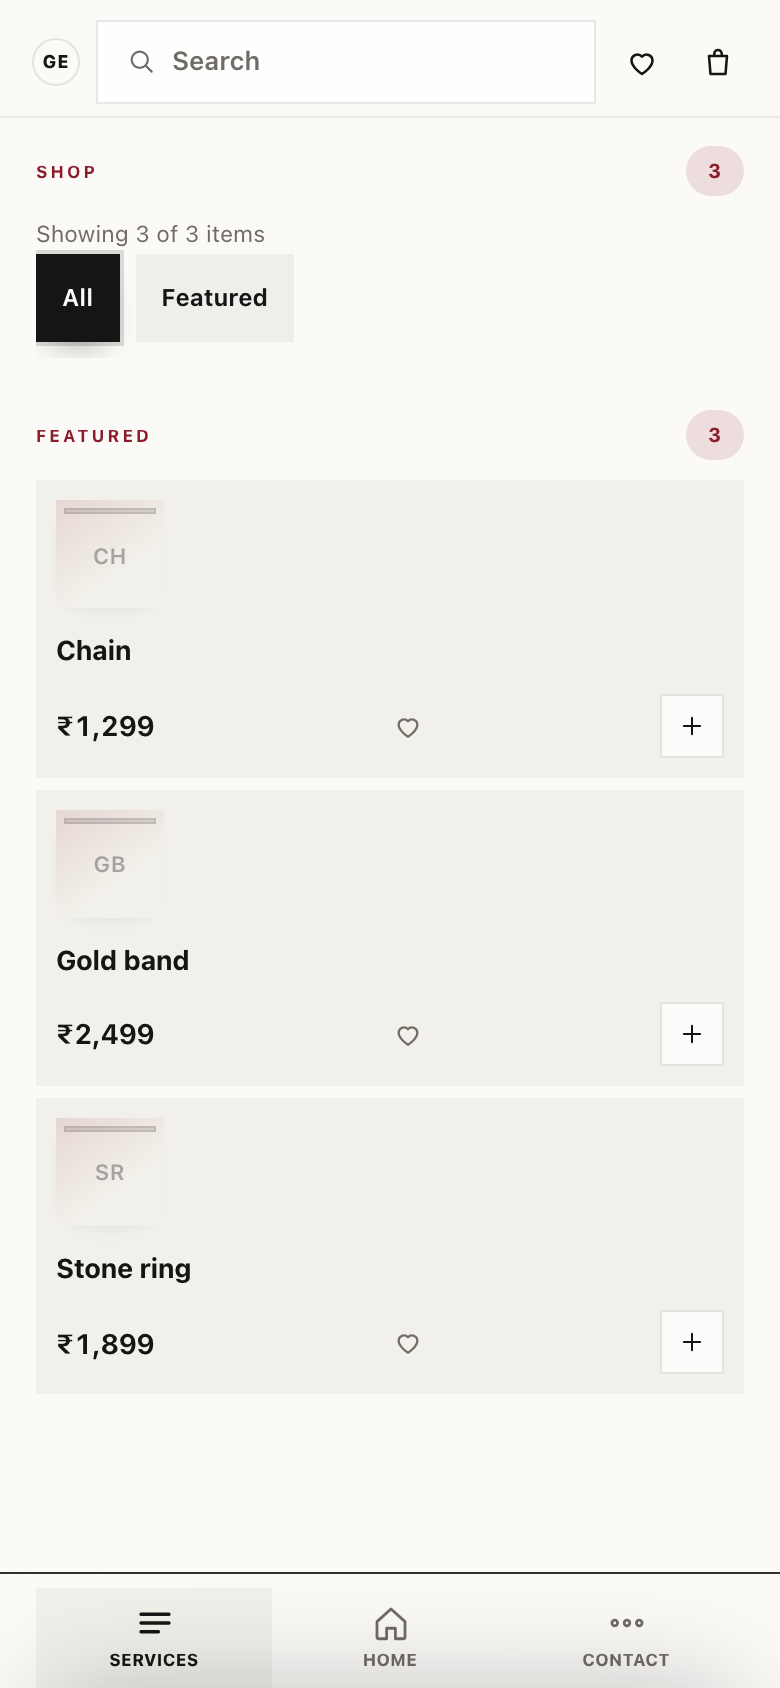 GE
Search
SHOP
3
Showing 3 of 3 items
All
Featured
FEATURED
3
CH
Chain
₹1,299
GB
Gold band
₹2,499
SR
Stone ring
₹1,899
SERVICES
HOME
CONTACT